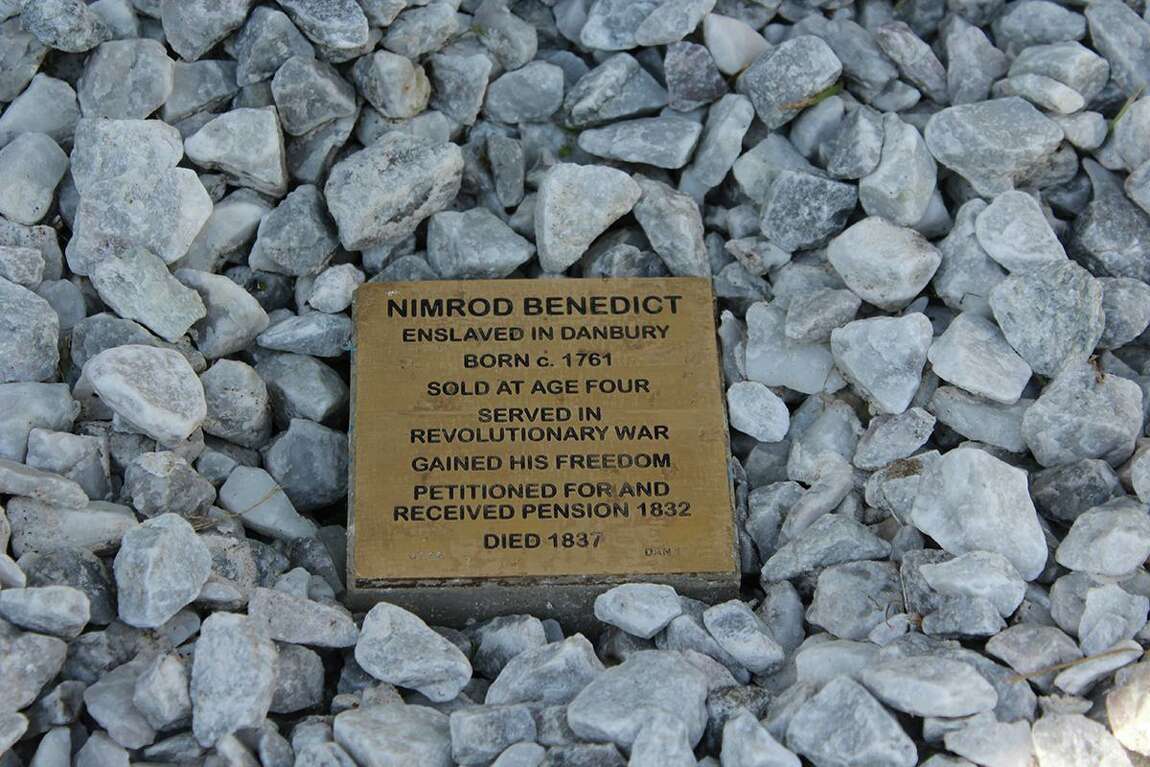 NIMROD BENEDICT
ENSLAVED IN DANBURY
BORN c. 1761
SOLD AT AGE FOUR
SERVED IN
REVOLUTIONARY WAR
GAINED HIS FREEDOM
PETITIONED FOR AND
RECEIVED PENSION 1832
DIED 1837